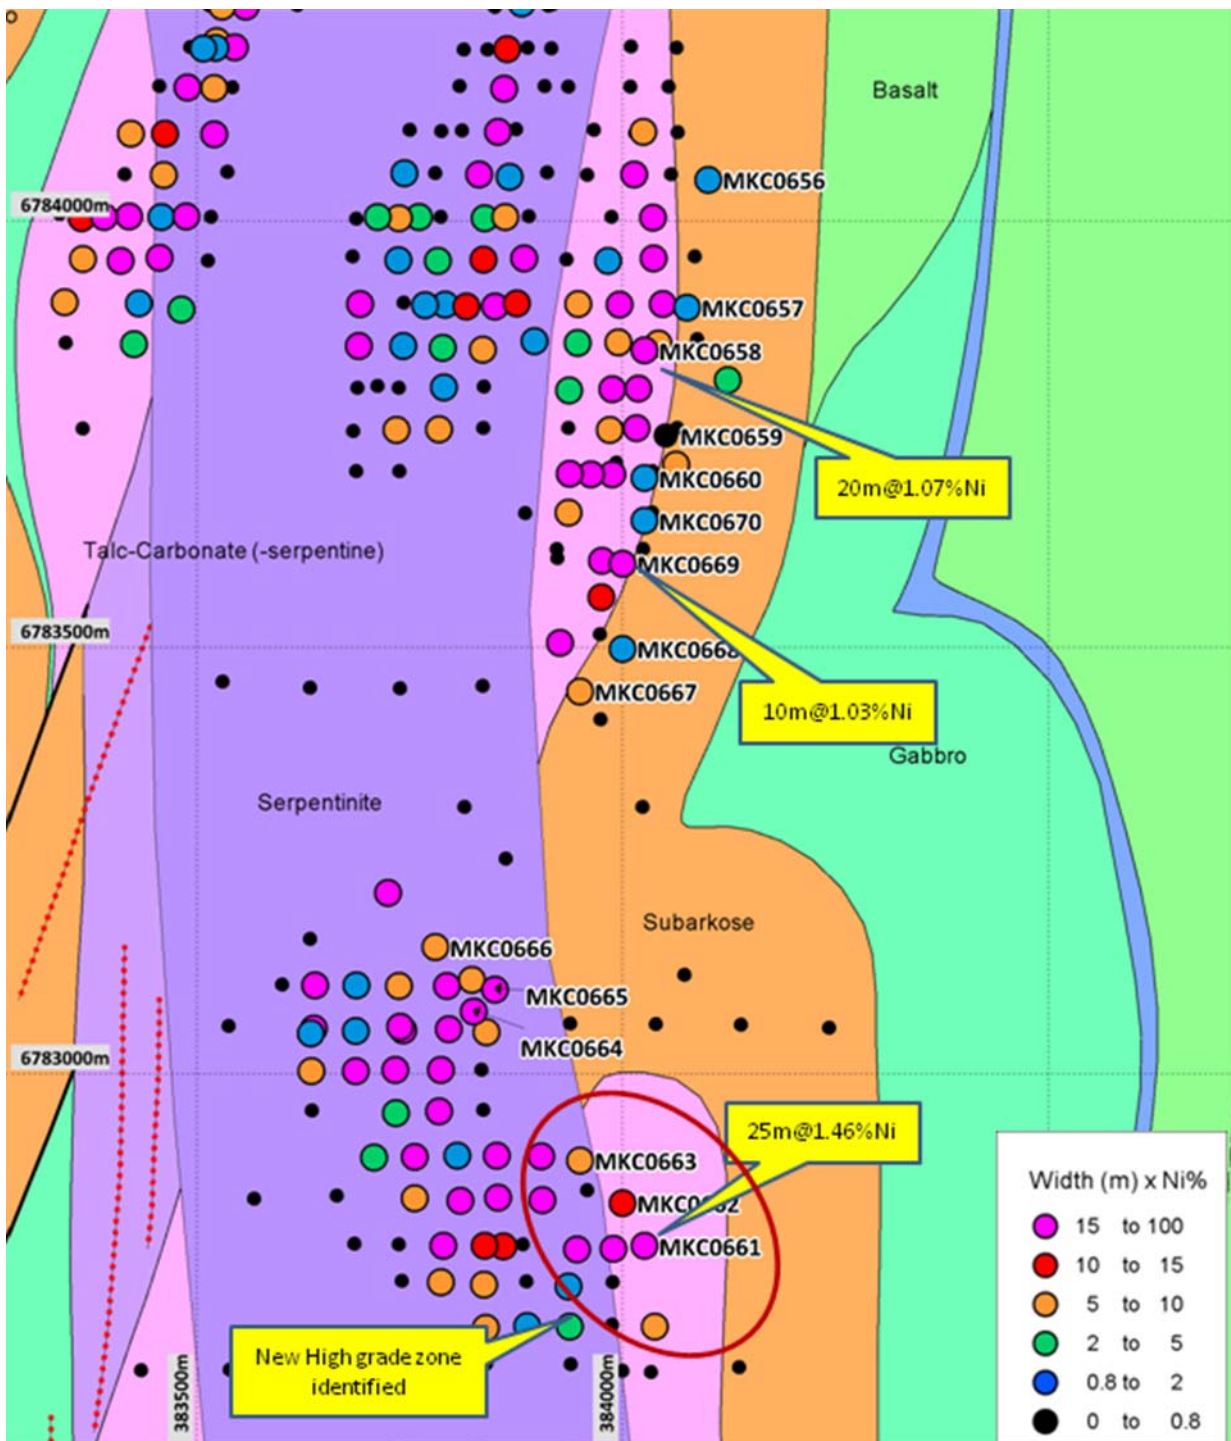 Basalt
MKC0656
6784000m
MKC0657
MKC0658
MKC0659
MKC0660
20m@1.07%Ni
MKC0670
Talc-Carbonate (-serpentine)
MKC0669
6783500m
MKC0668
MKC0667
10m@1.03%Ni
Gabbro
Serpentinite
Subarkose
MKC0666
MKC0665
MKC0664
6783000m
25m@1.46%Ni
MKC0663
MKC0662
MKC0661
New High grade zone
identified
383500m
384000m
Width (m) x Ni%
15 to 100
10 to 15
5 to 10
2 to 5
0.8 to 2
0 to 0.8